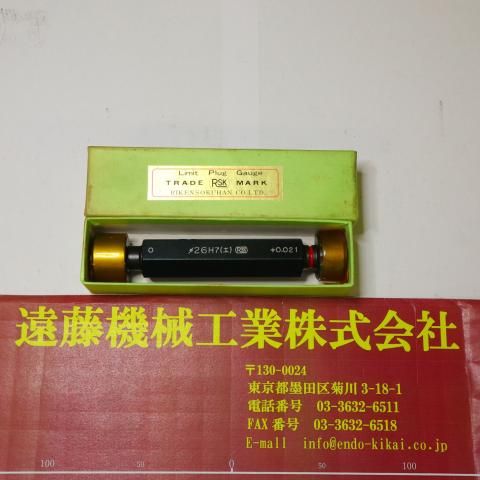 Limit Plug Gauge
TRADE RSK MARK
RIKENSOKUHAN CO.LTD.
0 ⌀26H7(工) RSK +0.021
遠藤機械工業株式会社
〒130-0024
東京都墨田区菊川3-18-1
電話番号 03-3632-6511
FAX番号 03-3632-6518
E-mall info@endo-kikai.co.jp
100 50 0 50 100